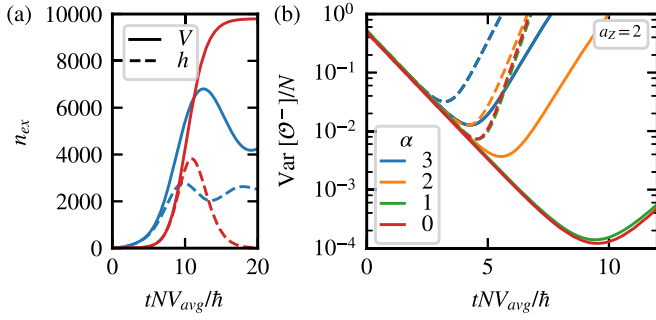 (a)
10000
8000
6000
4000
2000
0
n_ex
V
h
0
10
20
tNV_avg/ħ
(b)
10^0
10^−1
10^−2
10^−3
10^−4
Var [𝒪^−]/N
a_Z = 2
α
3
2
1
0
0
5
10
tNV_avg/ħ